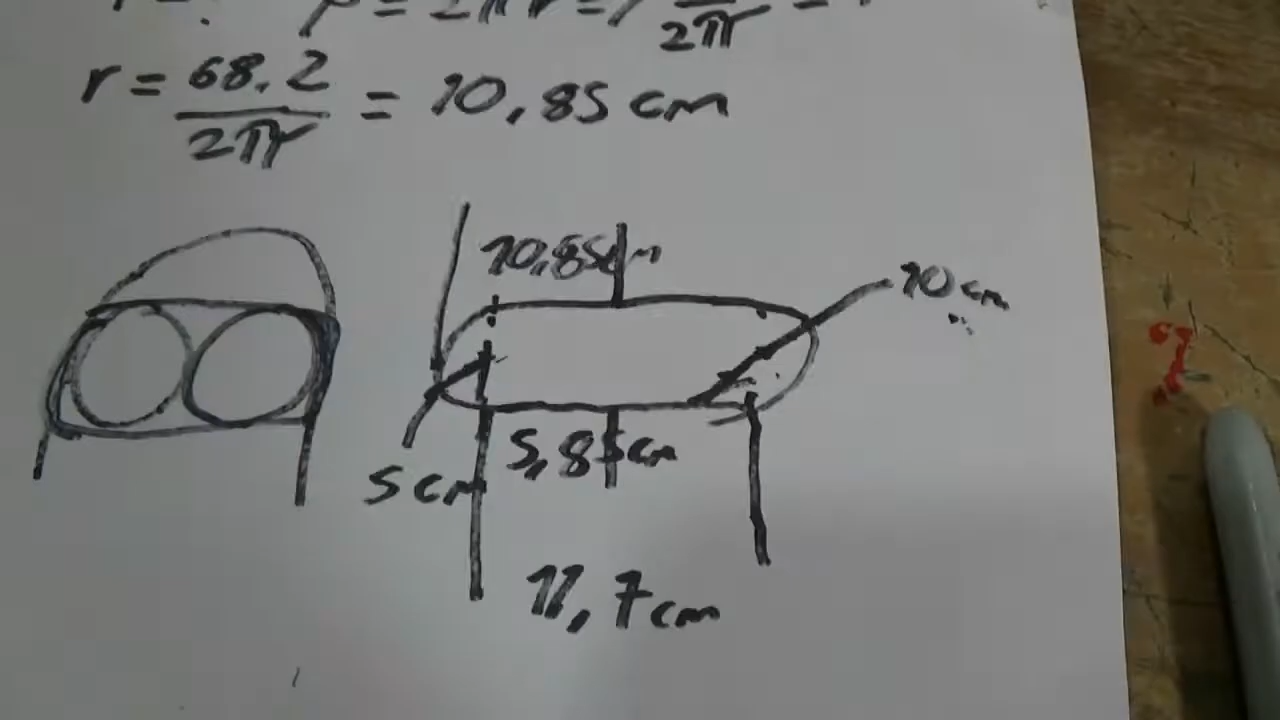 r = 68.2 / 2π = 10,85 cm
10,85cm
10 cm
5,85cm
5 cm
11,7cm
?